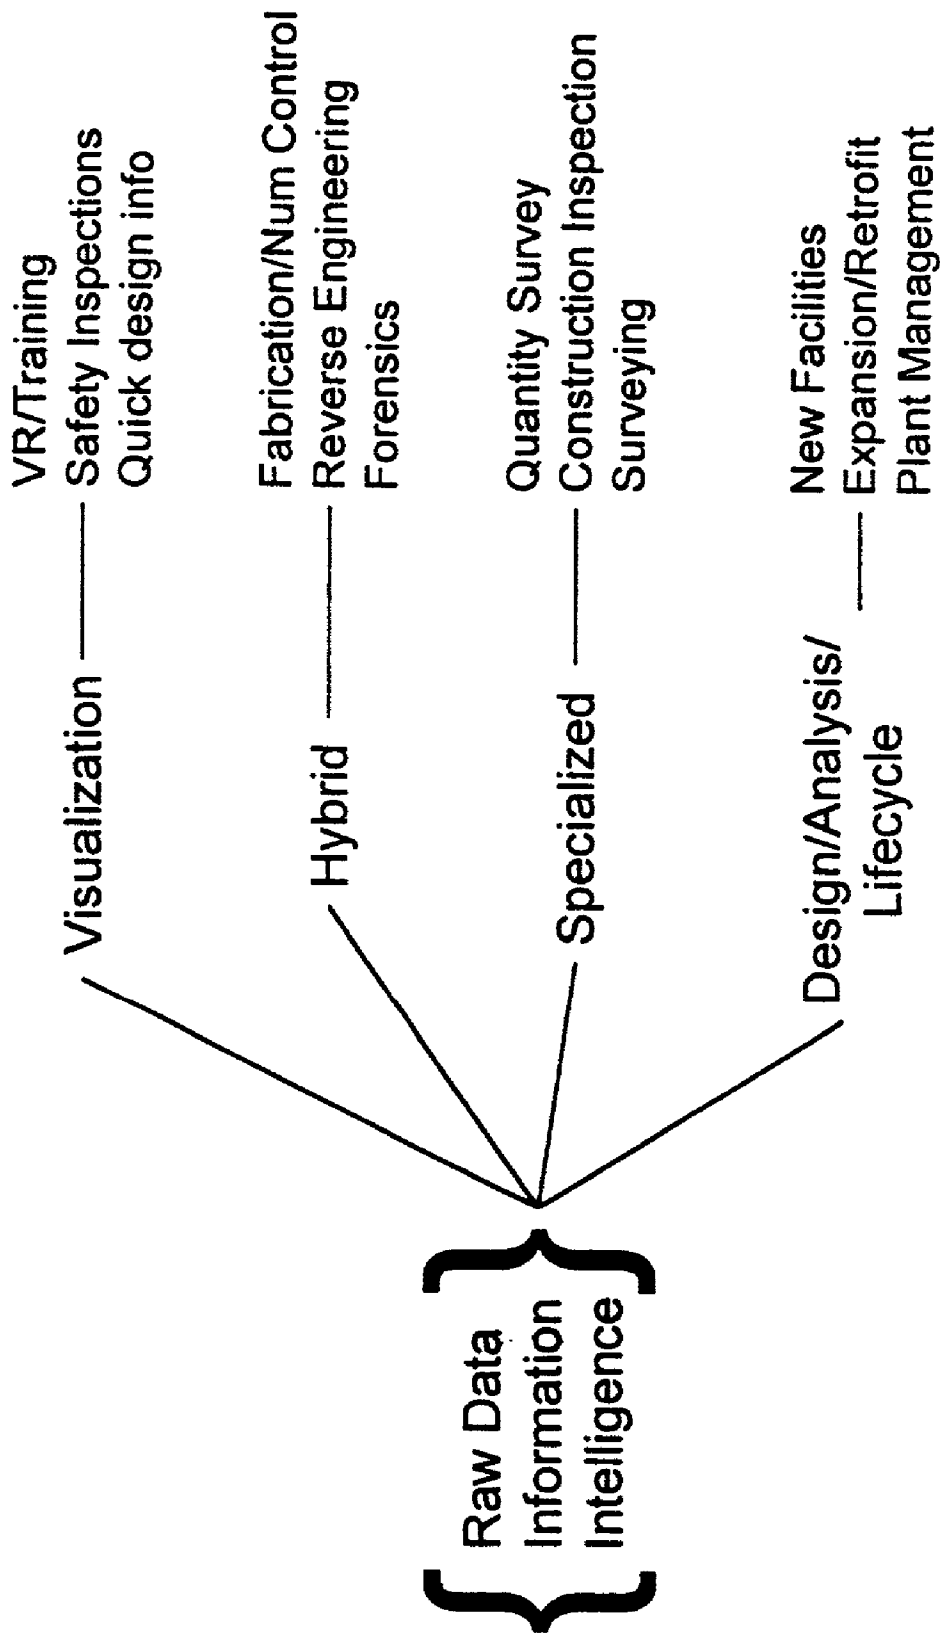 Raw Data
Information
Intelligence
Visualization
VR/Training
Safety Inspections
Quick design info
Hybrid
Fabrication/Num Control
Reverse Engineering
Forensics
Specialized
Quantity Survey
Construction Inspection
Surveying
Design/Analysis/
Lifecycle
New Facilities
Expansion/Retrofit
Plant Management